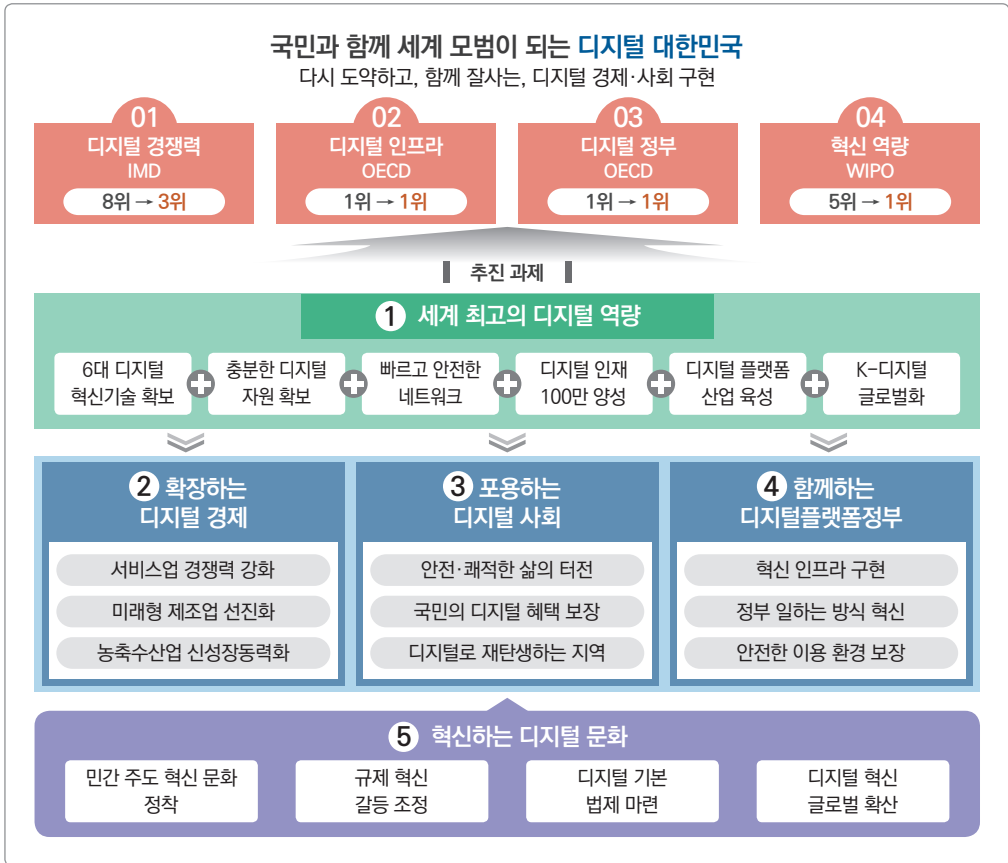 국민과 함께 세계 모범이 되는 디지털 대한민국
다시 도약하고, 함께 잘사는, 디지털 경제·사회 구현
01
디지털 경쟁력
IMD
8위 → 3위
02
디지털 인프라
OECD
1위 → 1위
03
디지털 정부
OECD
1위 → 1위
04
혁신 역량
WIPO
5위 → 1위
추진 과제
1 세계 최고의 디지털 역량
6대 디지털
혁신기술 확보
충분한 디지털
자원 확보
빠르고 안전한
네트워크
디지털 인재
100만 양성
디지털 플랫폼
산업 육성
K-디지털
글로벌화
2 확장하는
디지털 경제
서비스업 경쟁력 강화
미래형 제조업 선진화
농축수산업 신성장동력화
3 포용하는
디지털 사회
안전·쾌적한 삶의 터전
국민의 디지털 혜택 보장
디지털로 재탄생하는 지역
4 함께하는
디지털플랫폼정부
혁신 인프라 구현
정부 일하는 방식 혁신
안전한 이용 환경 보장
5 혁신하는 디지털 문화
민간 주도 혁신 문화
정착
규제 혁신
갈등 조정
디지털 기본
법제 마련
디지털 혁신
글로벌 확산